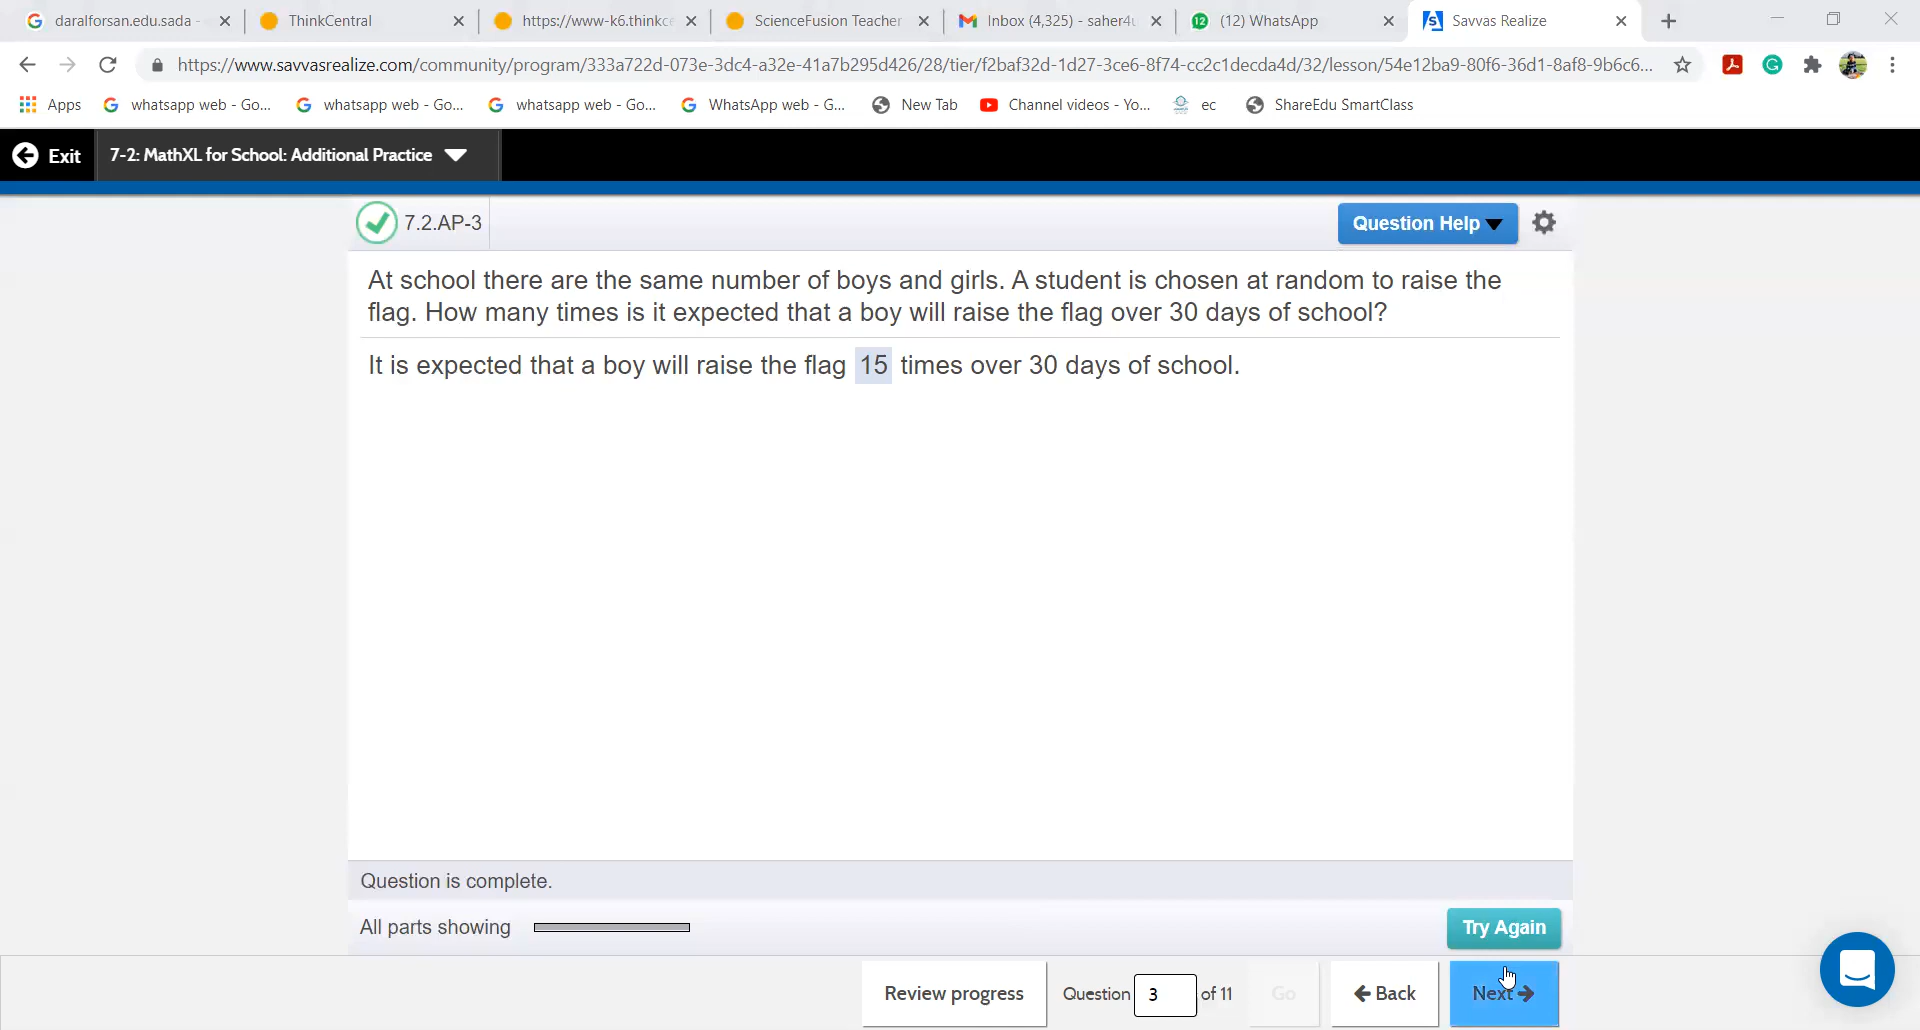 daralforsan.edu.sada -
ThinkCentral
https://www-k6.thinkce
ScienceFusion Teacher
Inbox (4,325) - saher4u
12
(12) WhatsApp
Savvas Realize
https://www.savvasrealize.com/community/program/333a722d-073e-3dc4-a32e-41a7b295d426/28/tier/f2baf32d-1d27-3ce6-8f74-cc2c1decda4d/32/lesson/54e12ba9-80f6-36d1-8af8-9b6c6...
Apps
whatsapp web - Go...
whatsapp web - Go...
whatsapp web - Go...
WhatsApp web - G...
New Tab
Channel videos - Yo...
ec
ShareEdu SmartClass
Exit
7-2: MathXL for School: Additional Practice
7.2.AP-3
Question Help
At school there are the same number of boys and girls. A student is chosen at random to raise the
flag. How many times is it expected that a boy will raise the flag over 30 days of school?
It is expected that a boy will raise the flag 15 times over 30 days of school.
Question is complete.
All parts showing
Try Again
Review progress
Question 3 of 11
Go
Back
Next